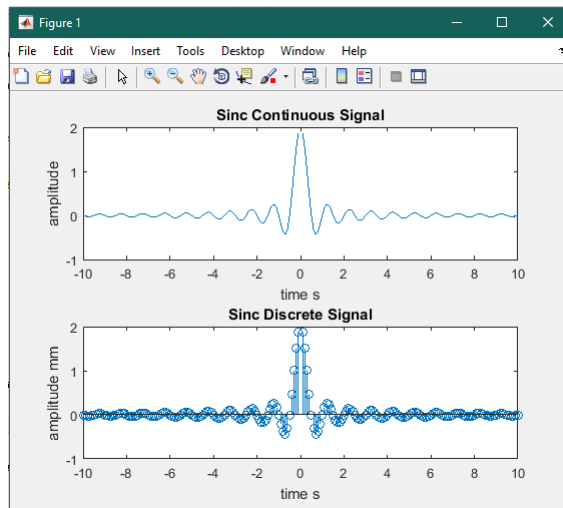 Figure 1
File Edit View Insert Tools Desktop Window Help
Sinc Continuous Signal
2
1
0
-1
amplitude
-10 -8 -6 -4 -2 0 2 4 6 8 10
time s
Sinc Discrete Signal
2
1
0
-1
amplitude mm
-10 -8 -6 -4 -2 0 2 4 6 8 10
time s